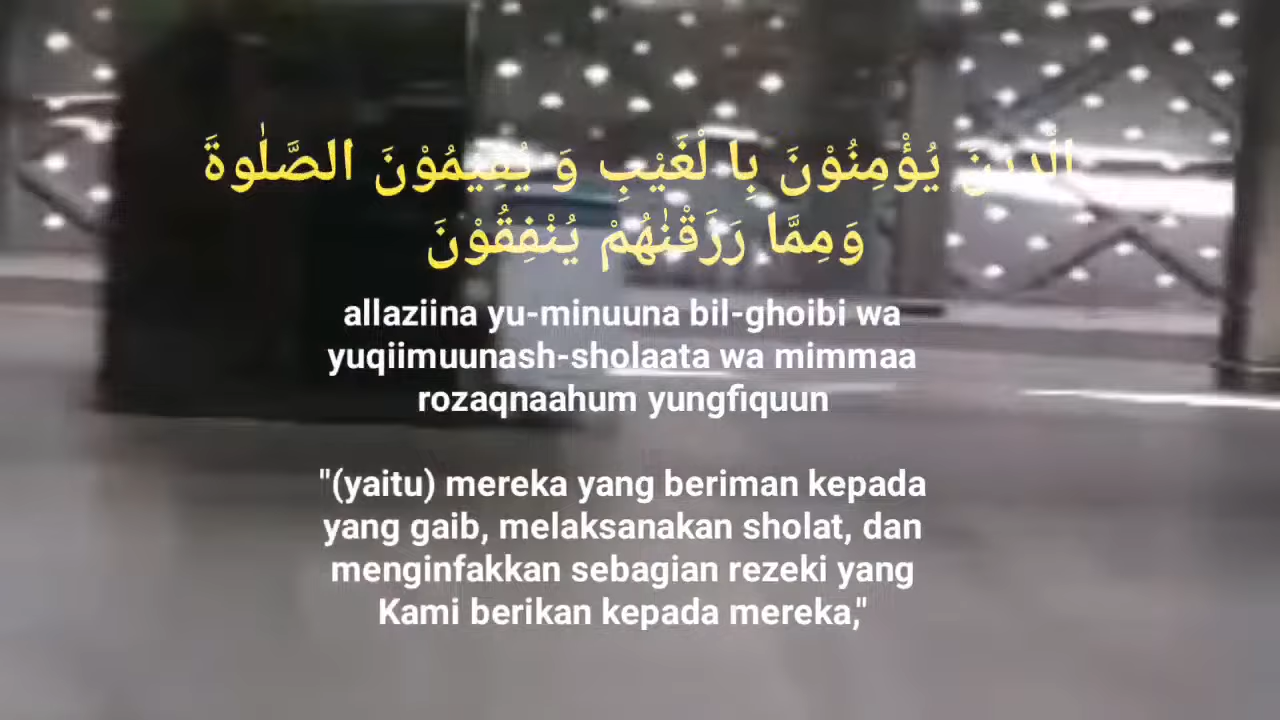 الَّذِيْنَ يُؤْمِنُوْنَ بِا لْغَيْبِ وَ يُقِيْمُوْنَ الصَّلٰوةَ
وَمِمَّا رَزَقْنٰهُمْ يُنْفِقُوْنَ
allaziina yu-minuuna bil-ghoibi wa
yuqiimuunash-sholaata wa mimmaa
rozaqnaahum yungfiquun
"(yaitu) mereka yang beriman kepada
yang gaib, melaksanakan sholat, dan
menginfakkan sebagian rezeki yang
Kami berikan kepada mereka,"